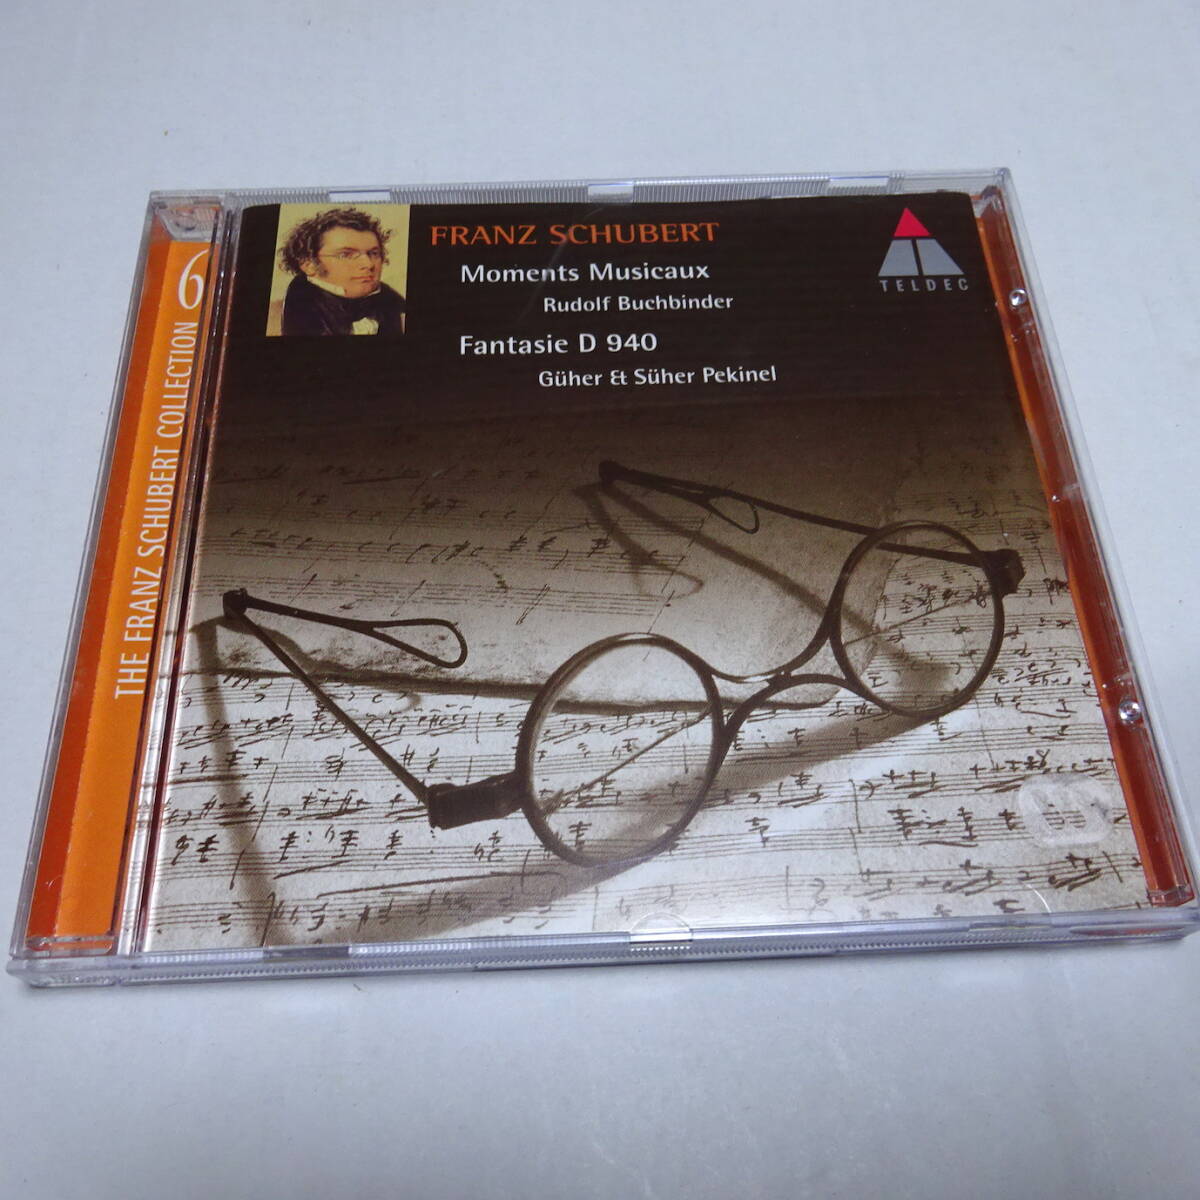 FRANZ SCHUBERT
Moments Musicaux
Rudolf Buchbinder
Fantasie D 940
Güher & Süher Pekinel
TELDEC
THE FRANZ SCHUBERT COLLECTION 6